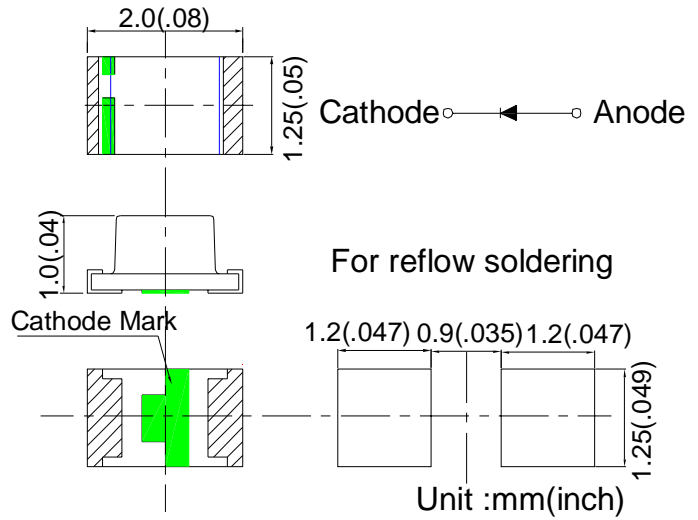 2.0(.08)
1.25(.05)
Cathode
Anode
1.0(.04)
For reflow soldering
Cathode Mark
1.2(.047)
0.9(.035)
1.2(.047)
1.25(.049)
Unit :mm(inch)